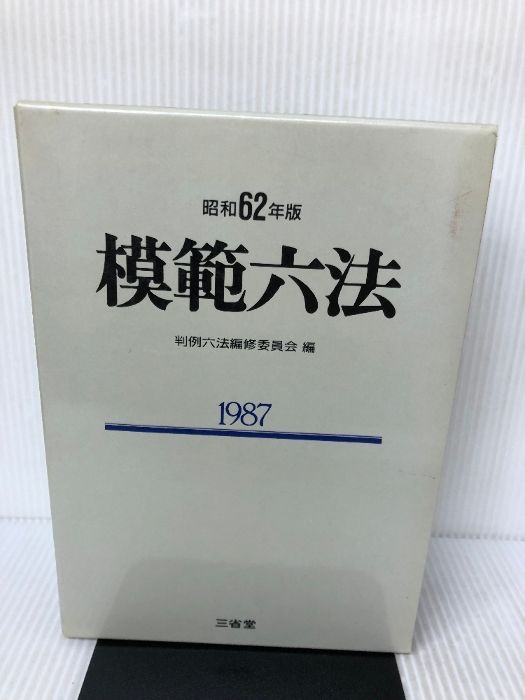 昭和62年版
模範六法
判例六法編修委員会 編
1987
三省堂